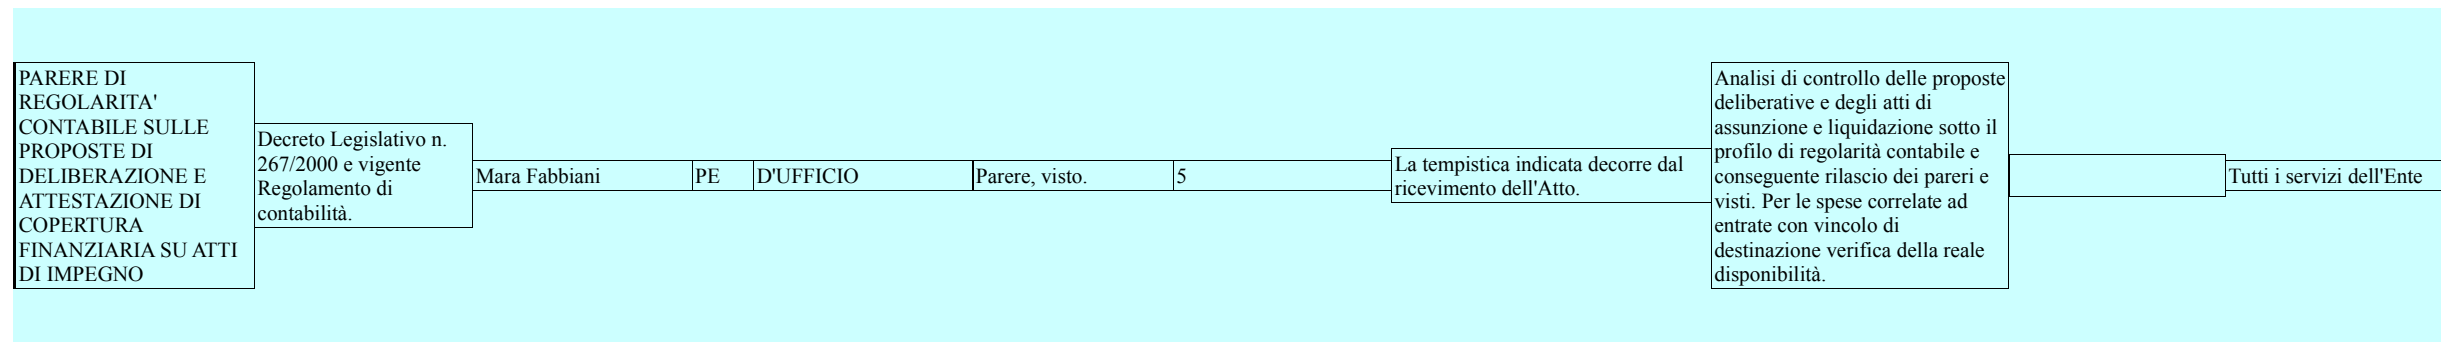 PARERE DI
REGOLARITA'
CONTABILE SULLE
PROPOSTE DI
DELIBERAZIONE E
ATTESTAZIONE DI
COPERTURA
FINANZIARIA SU ATTI
DI IMPEGNO
Decreto Legislativo n.
267/2000 e vigente
Regolamento di
contabilità.
Mara Fabbiani
PE
D'UFFICIO
Parere, visto.
5
La tempistica indicata decorre dal
ricevimento dell'Atto.
Analisi di controllo delle proposte
deliberative e degli atti di
assunzione e liquidazione sotto il
profilo di regolarità contabile e
conseguente rilascio dei pareri e
visti. Per le spese correlate ad
entrate con vincolo di
destinazione verifica della reale
disponibilità.
Tutti i servizi dell'Ente